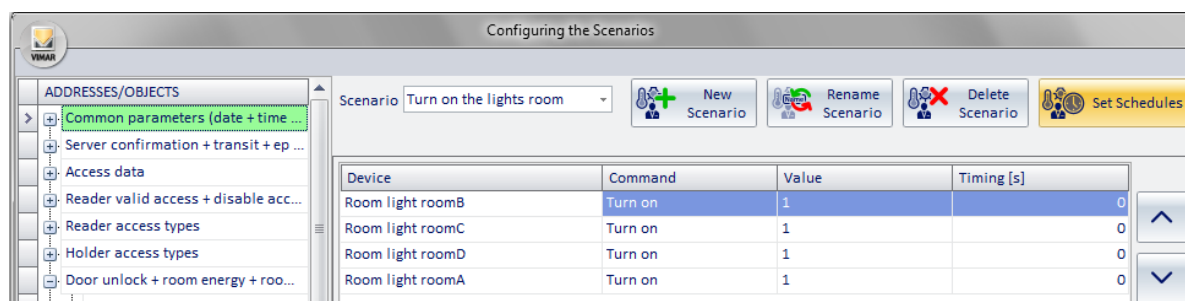 Configuring the Scenarios
VIMAR
ADDRESSES/OBJECTS
Common parameters (date + time ...
Server confirmation + transit + ep ...
Access data
Reader valid access + disable acc...
Reader access types
Holder access types
Door unlock + room energy + roo...
Scenario Turn on the lights room
New Scenario
Rename Scenario
Delete Scenario
Set Schedules
Device Command Value Timing [s]
Room light roomB Turn on 1 0
Room light roomC Turn on 1 0
Room light roomD Turn on 1 0
Room light roomA Turn on 1 0